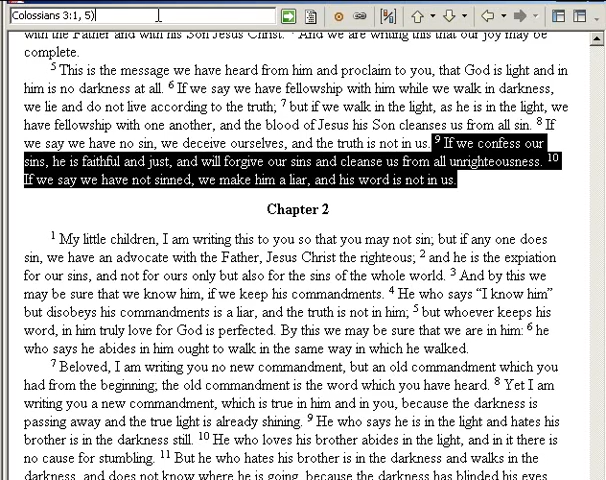 Colossians 3:1, 5)
with the Father and with his Son Jesus Christ. 4 And we are writing this that our joy may be
complete.
5 This is the message we have heard from him and proclaim to you, that God is light and in
him is no darkness at all. 6 If we say we have fellowship with him while we walk in darkness,
we lie and do not live according to the truth; 7 but if we walk in the light, as he is in the light, we
have fellowship with one another, and the blood of Jesus his Son cleanses us from all sin. 8 If
we say we have no sin, we deceive ourselves, and the truth is not in us. 9 If we confess our
sins, he is faithful and just, and will forgive our sins and cleanse us from all unrighteousness. 10
If we say we have not sinned, we make him a liar, and his word is not in us.
Chapter 2
1 My little children, I am writing this to you so that you may not sin; but if any one does
sin, we have an advocate with the Father, Jesus Christ the righteous; 2 and he is the expiation
for our sins, and not for ours only but also for the sins of the whole world. 3 And by this we
may be sure that we know him, if we keep his commandments. 4 He who says “I know him”
but disobeys his commandments is a liar, and the truth is not in him; 5 but whoever keeps his
word, in him truly love for God is perfected. By this we may be sure that we are in him: 6 he
who says he abides in him ought to walk in the same way in which he walked.
7 Beloved, I am writing you no new commandment, but an old commandment which you
had from the beginning; the old commandment is the word which you have heard. 8 Yet I am
writing you a new commandment, which is true in him and in you, because the darkness is
passing away and the true light is already shining. 9 He who says he is in the light and hates his
brother is in the darkness still. 10 He who loves his brother abides in the light, and in it there is
no cause for stumbling. 11 But he who hates his brother is in the darkness and walks in the
darkness, and does not know where he is going, because the darkness has blinded his eyes